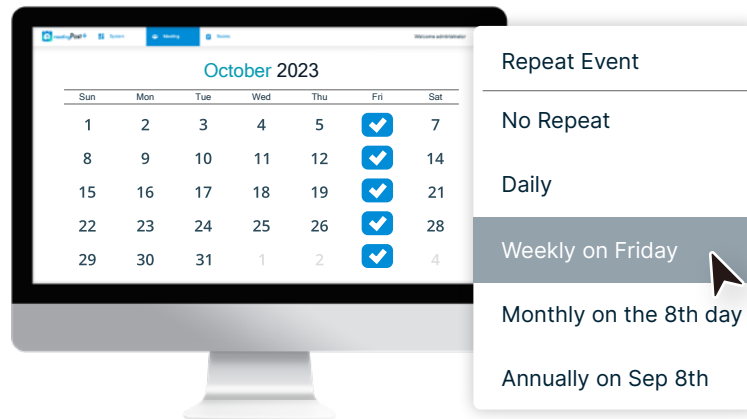 System
Meeting
Rooms
Welcome administrator
October 2023
Sun Mon Tue Wed Thu Fri Sat
1 2 3 4 5 7
8 9 10 11 12 14
15 16 17 18 19 21
22 23 24 25 26 28
29 30 31 1 2 4
Repeat Event
No Repeat
Daily
Weekly on Friday
Monthly on the 8th day
Annually on Sep 8th